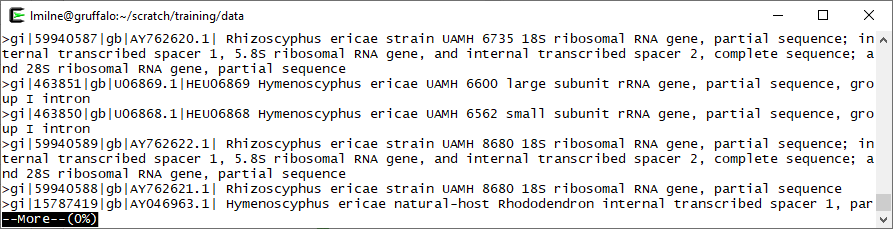 lmilne@gruffalo:~/scratch/training/data
>gi|59940587|gb|AY762620.1| Rhizoscyphus ericae strain UAMH 6735 18S ribosomal RNA gene, partial sequence; in
ternal transcribed spacer 1, 5.8S ribosomal RNA gene, and internal transcribed spacer 2, complete sequence; a
nd 28S ribosomal RNA gene, partial sequence
>gi|463851|gb|U06869.1|HEU06869 Hymenoscyphus ericae UAMH 6600 large subunit rRNA gene, partial sequence, gro
up I intron
>gi|463850|gb|U06868.1|HEU06868 Hymenoscyphus ericae UAMH 6562 small subunit rRNA gene, partial sequence, gro
up I intron
>gi|59940589|gb|AY762622.1| Rhizoscyphus ericae strain UAMH 8680 18S ribosomal RNA gene, partial sequence; in
ternal transcribed spacer 1, 5.8S ribosomal RNA gene, and internal transcribed spacer 2, complete sequence; a
nd 28S ribosomal RNA gene, partial sequence
>gi|59940588|gb|AY762621.1| Rhizoscyphus ericae strain UAMH 8680 18S ribosomal RNA gene, partial sequence
>gi|15787419|gb|AY046963.1| Hymenoscyphus ericae natural-host Rhododendron internal transcribed spacer 1, par
--More--(0%)